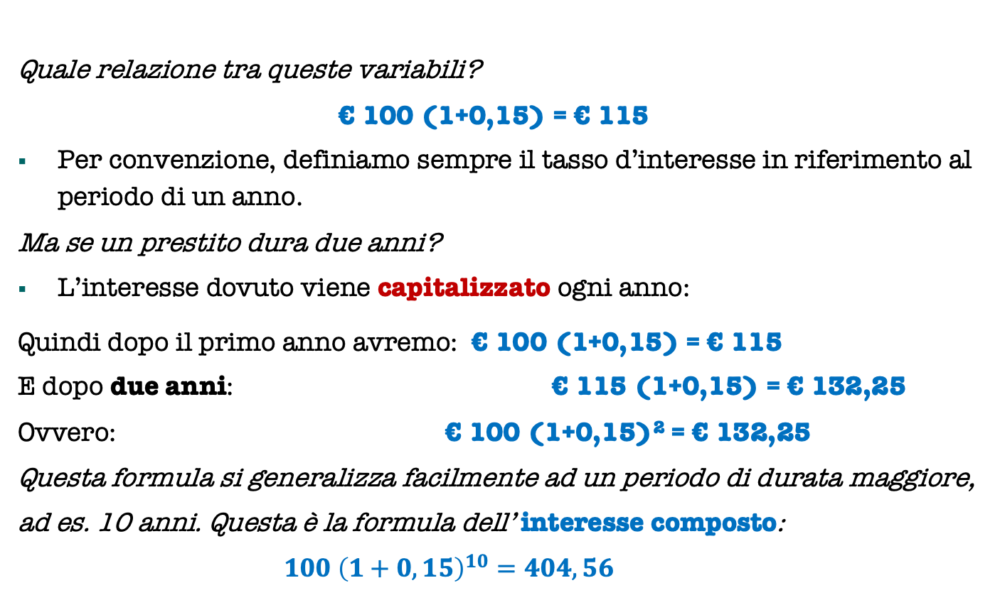 Quale relazione tra queste variabili?
€ 100 (1+0,15) = € 115
▪ Per convenzione, definiamo sempre il tasso d’interesse in riferimento al
periodo di un anno.
Ma se un prestito dura due anni?
▪ L’interesse dovuto viene capitalizzato ogni anno:
Quindi dopo il primo anno avremo: € 100 (1+0,15) = € 115
E dopo due anni: € 115 (1+0,15) = € 132,25
Ovvero: € 100 (1+0,15)² = € 132,25
Questa formula si generalizza facilmente ad un periodo di durata maggiore,
ad es. 10 anni. Questa è la formula dell’interesse composto:
100 (1 + 0, 15)¹⁰ = 404, 56